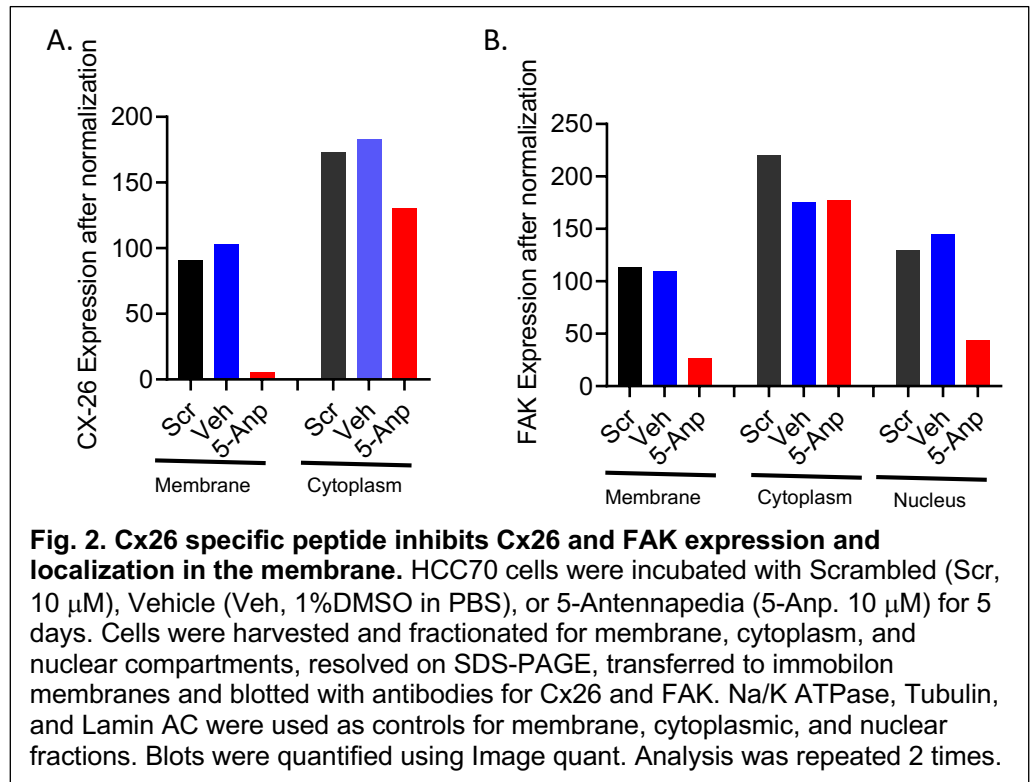 A.
CX-26 Expression after normalization
200
150
100
50
0
Scr
Veh
5-Anp
Scr
Veh
5-Anp
Membrane
Cytoplasm
B.
FAK Expression after normalization
250
200
150
100
50
0
Scr
Veh
5-Anp
Scr
Veh
5-Anp
Scr
Veh
5-Anp
Membrane
Cytoplasm
Nucleus
Fig. 2. Cx26 specific peptide inhibits Cx26 and FAK expression and
localization in the membrane. HCC70 cells were incubated with Scrambled (Scr,
10 μM), Vehicle (Veh, 1%DMSO in PBS), or 5-Antennapedia (5-Anp. 10 μM) for 5
days. Cells were harvested and fractionated for membrane, cytoplasm, and
nuclear compartments, resolved on SDS-PAGE, transferred to immobilon
membranes and blotted with antibodies for Cx26 and FAK. Na/K ATPase, Tubulin,
and Lamin AC were used as controls for membrane, cytoplasmic, and nuclear
fractions. Blots were quantified using Image quant. Analysis was repeated 2 times.